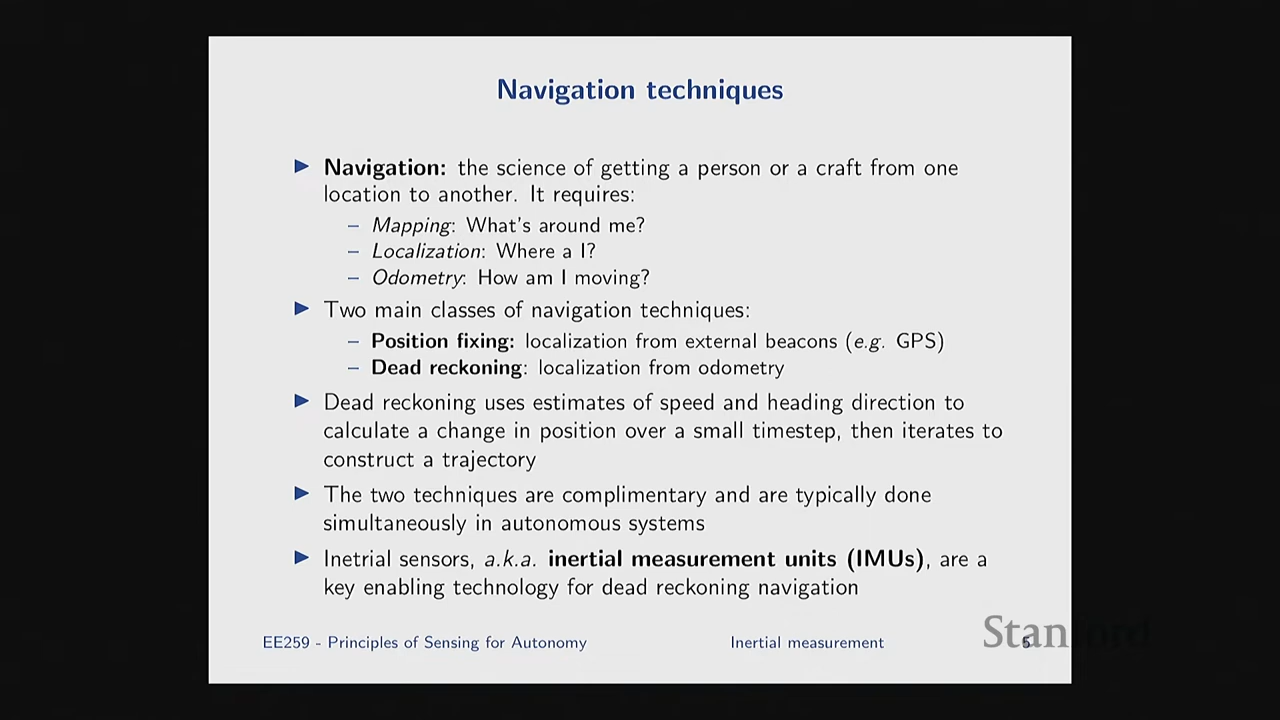 Navigation techniques
▶ Navigation: the science of getting a person or a craft from one
location to another. It requires:
– Mapping: What's around me?
– Localization: Where a I?
– Odometry: How am I moving?
▶ Two main classes of navigation techniques:
– Position fixing: localization from external beacons (e.g. GPS)
– Dead reckoning: localization from odometry
▶ Dead reckoning uses estimates of speed and heading direction to
calculate a change in position over a small timestep, then iterates to
construct a trajectory
▶ The two techniques are complimentary and are typically done
simultaneously in autonomous systems
▶ Inetrial sensors, a.k.a. inertial measurement units (IMUs), are a
key enabling technology for dead reckoning navigation
EE259 - Principles of Sensing for Autonomy Inertial measurement 5
Stanford